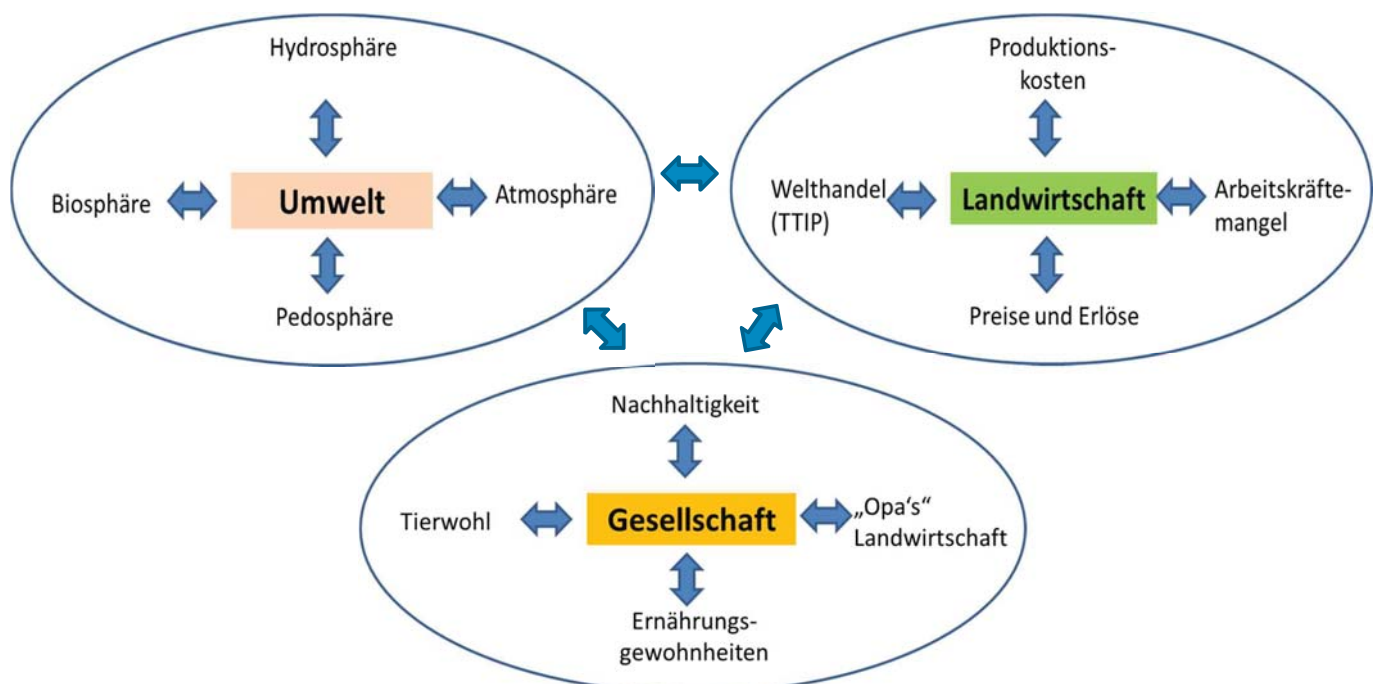 Hydrosphäre
Biosphäre
Umwelt
Atmosphäre
Pedosphäre
Produktions-
kosten
Welthandel
(TTIP)
Landwirtschaft
Arbeitskräfte-
mangel
Preise und Erlöse
Nachhaltigkeit
Tierwohl
Gesellschaft
„Opa‘s“
Landwirtschaft
Ernährungs-
gewohnheiten